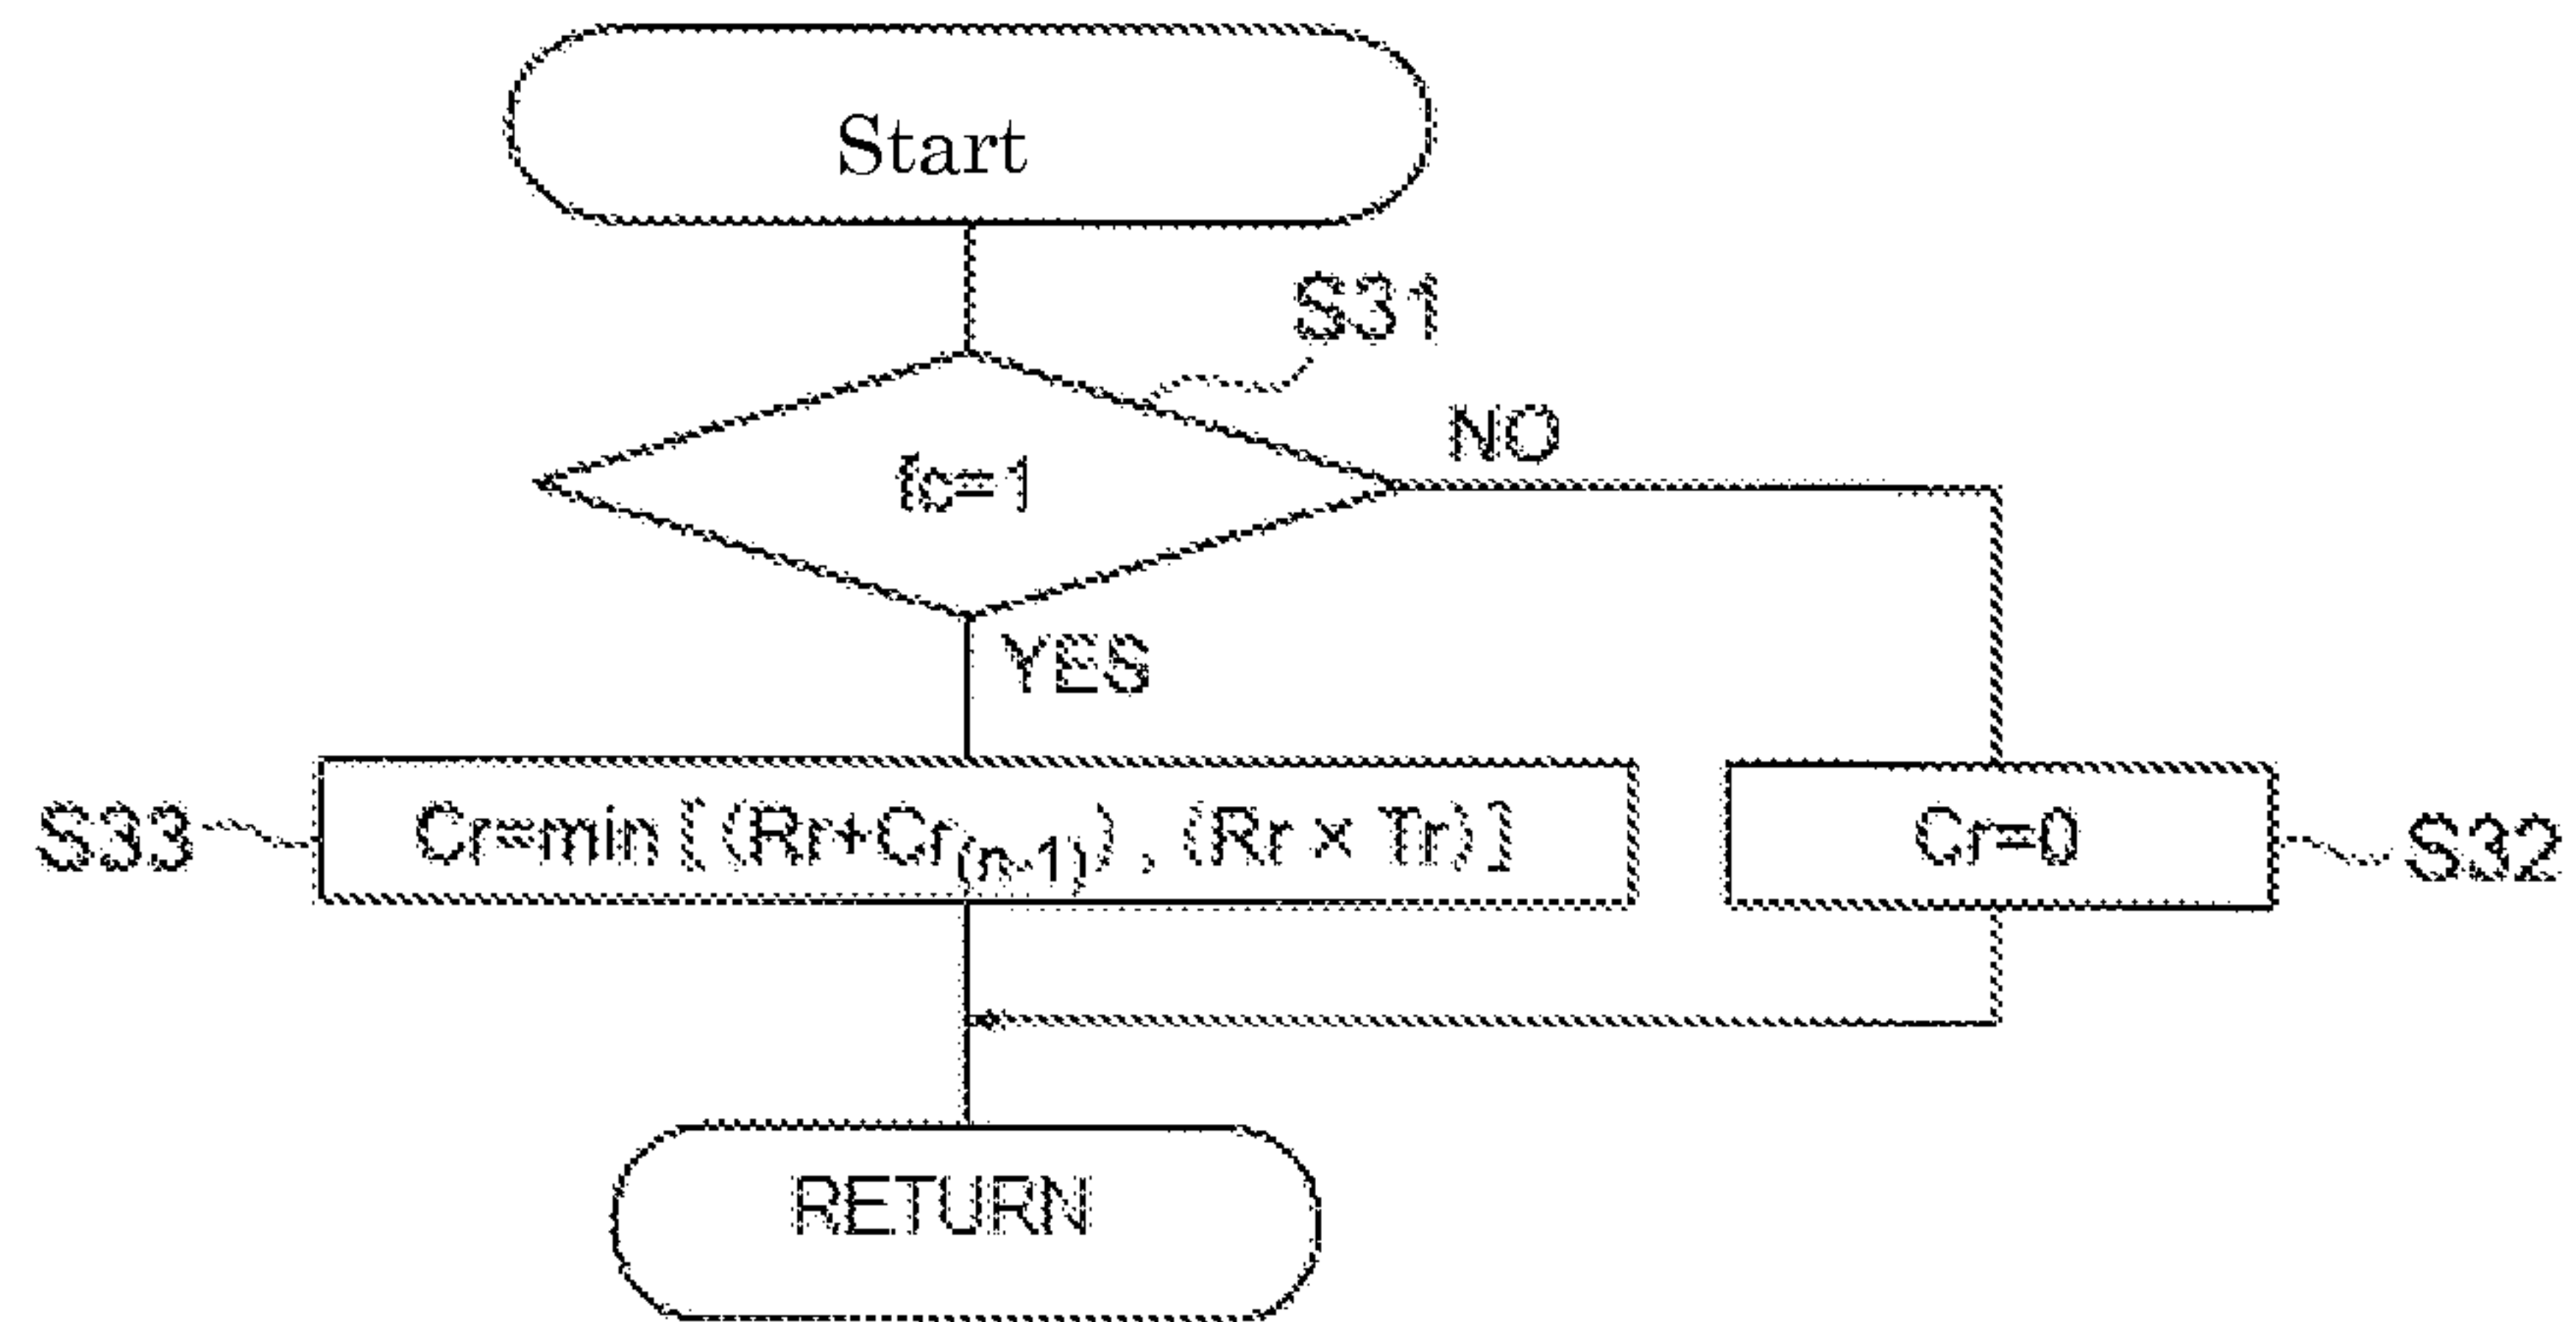 Start
S31
fc=1
NO
YES
S33
Cr=min [ (Rr+Cr(n-1)) , (Rr × Tr) ]
Cr=0
S32
RETURN